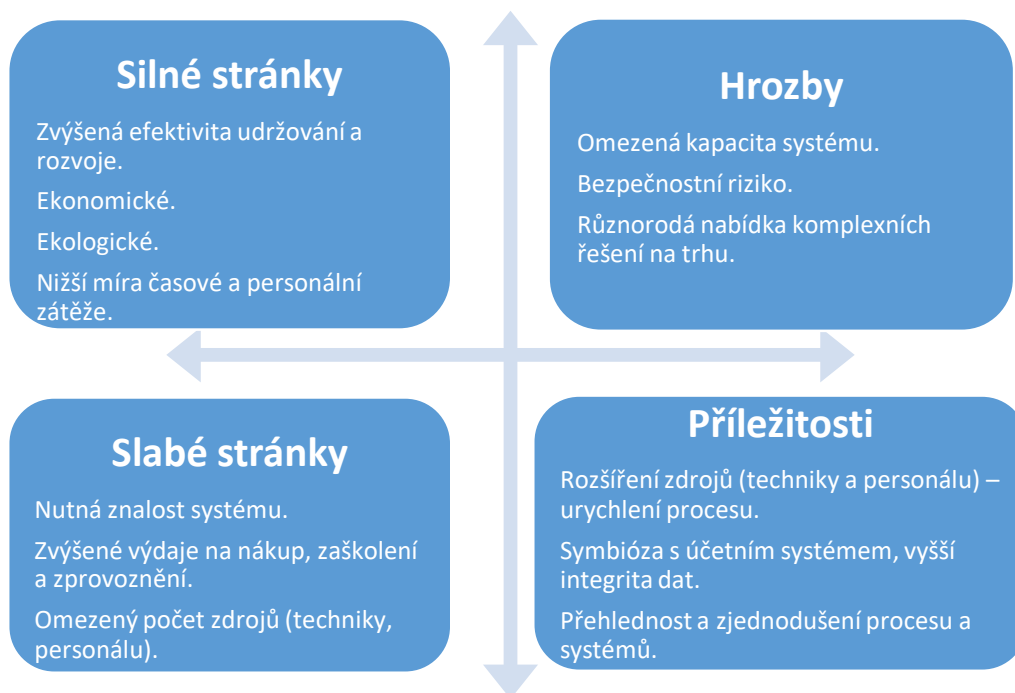 Silné stránky
Zvýšená efektivita udržování a
rozvoje.
Ekonomické.
Ekologické.
Nižší míra časové a personální
zátěže.
Hrozby
Omezená kapacita systému.
Bezpečnostní riziko.
Různorodá nabídka komplexních
řešení na trhu.
Slabé stránky
Nutná znalost systému.
Zvýšené výdaje na nákup, zaškolení
a zprovoznění.
Omezený počet zdrojů (techniky,
personálu).
Příležitosti
Rozšíření zdrojů (techniky a personálu) –
urychlení procesu.
Symbióza s účetním systémem, vyšší
integrita dat.
Přehlednost a zjednodušení procesu a
systémů.